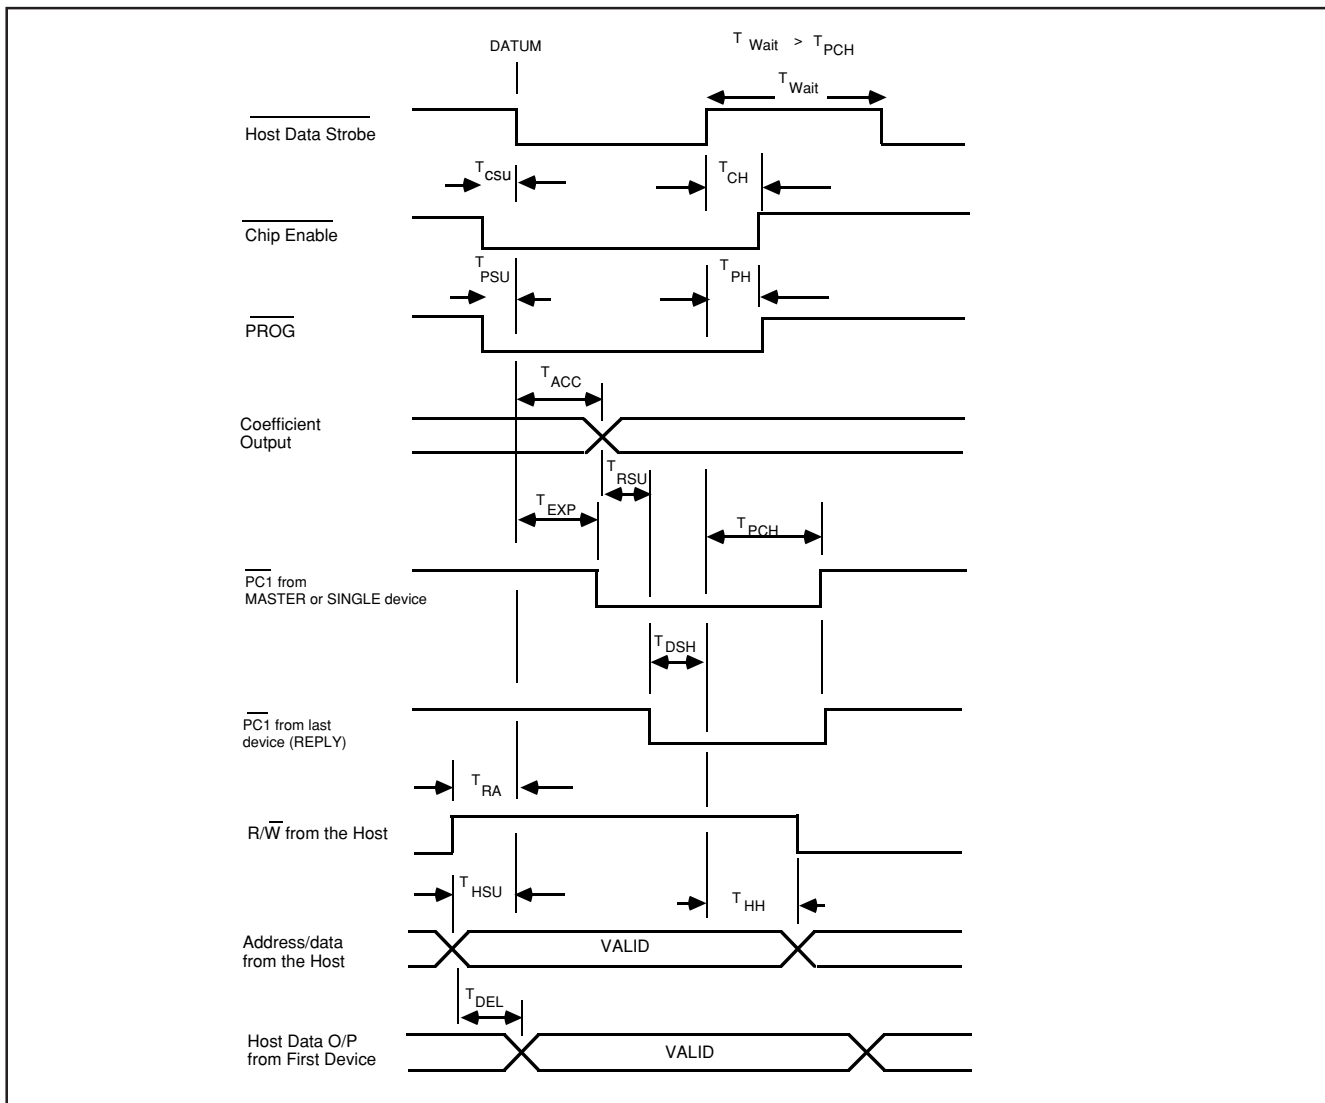 DATUM
T Wait > T PCH
T Wait
Host Data Strobe
T csu
T CH
Chip Enable
T PSU
T PH
PROG
T ACC
Coefficient
Output
T RSU
T EXP
T PCH
PC1 from
MASTER or SINGLE device
T DSH
PC1 from last
device (REPLY)
T RA
R/W from the Host
T HSU
T HH
Address/data
from the Host
VALID
T DEL
Host Data O/P
from First Device
VALID